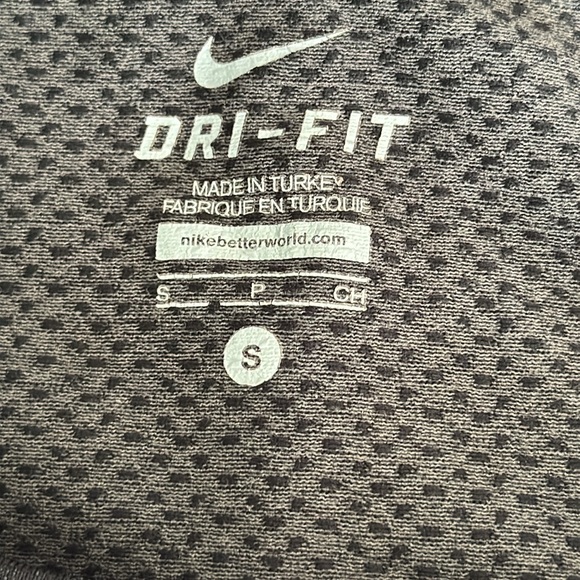 DRI-FIT
MADE IN TURKEY
FABRIQUE EN TURQUIE
nikebetterworld.com
S P CH
S